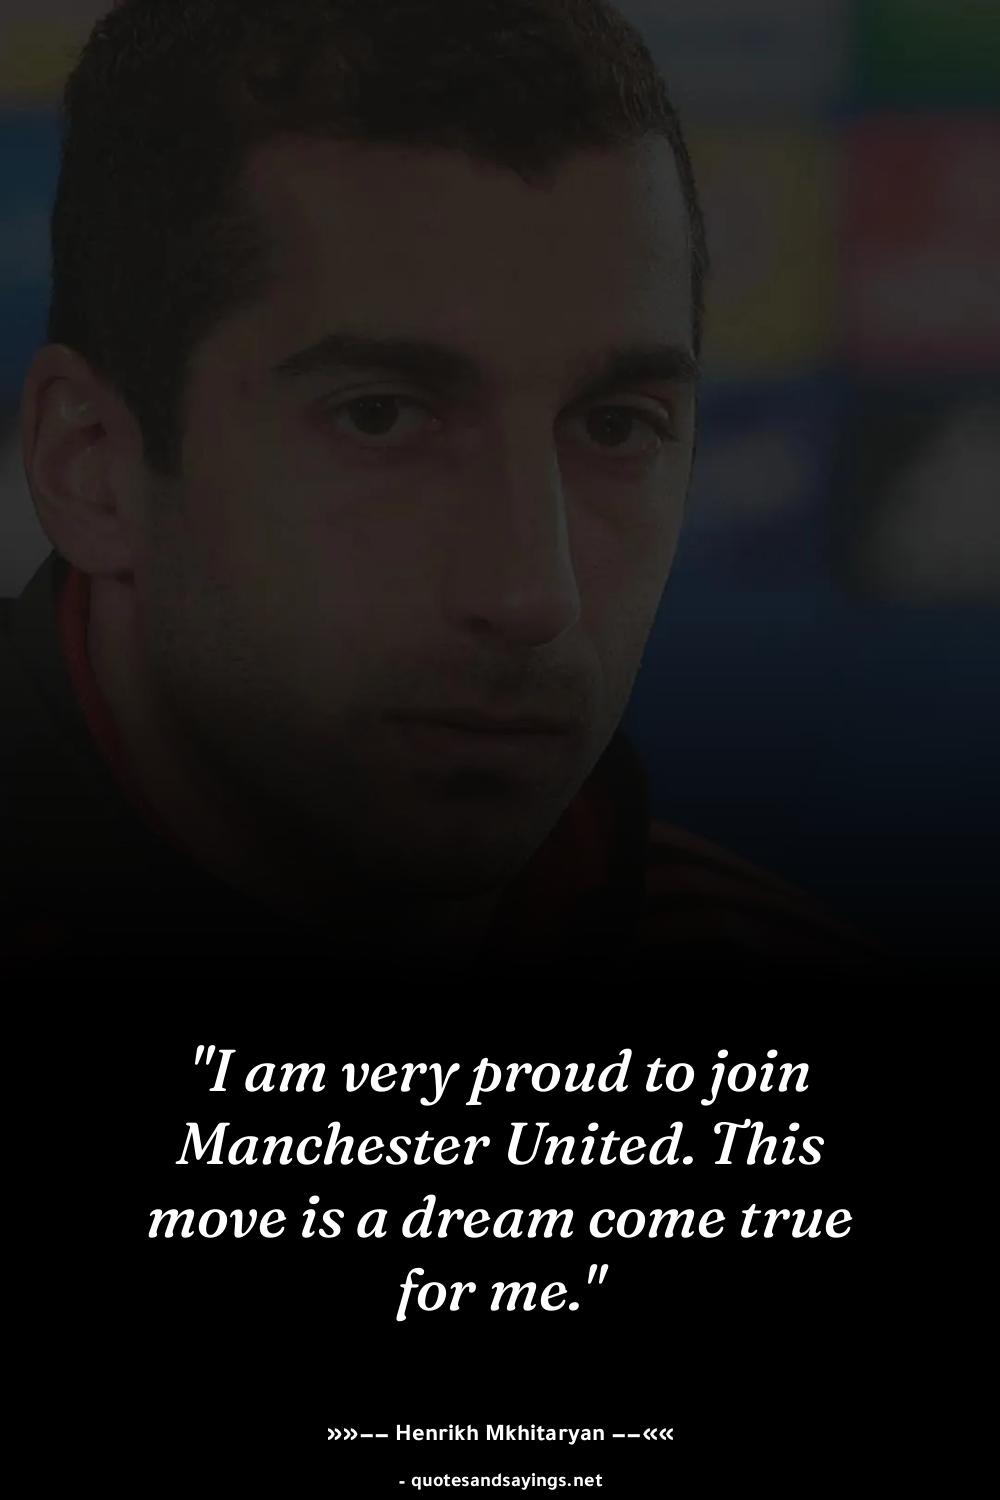 "I am very proud to join
Manchester United. This
move is a dream come true
for me."
»»−− Henrikh Mkhitaryan −−««
- quotesandsayings.net